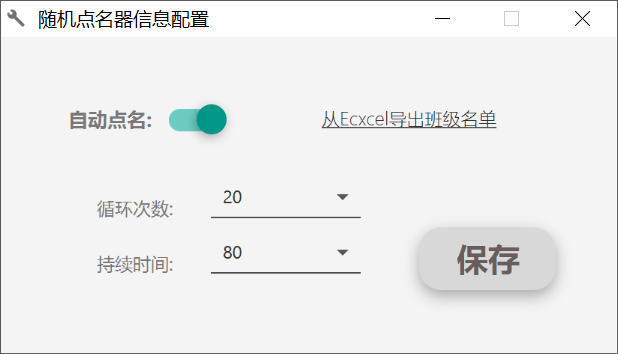 随机点名器信息配置
自动点名:
从Ecxcel导出班级名单
循环次数:
20
持续时间:
80
保存